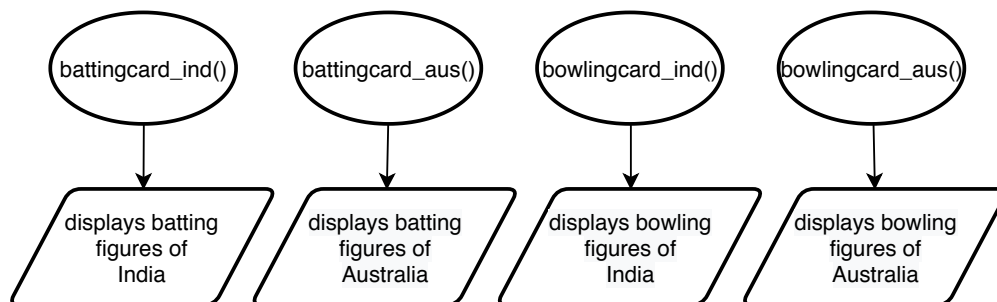 battingcard_ind()
battingcard_aus()
bowlingcard_ind()
bowlingcard_aus()
displays batting
figures of
India
displays batting
figures of
Australia
displays bowling
figures of
India
displays bowling
figures of
Australia